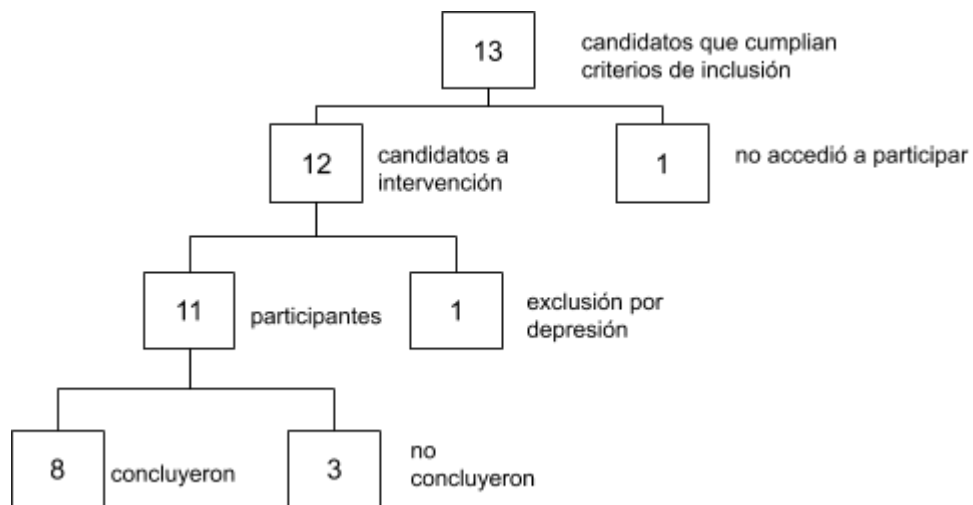 13
candidatos que cumplian
criterios de inclusión
12
candidatos a
intervención
1
no accedió a participar
11
participantes
1
exclusión por
depresión
8
concluyeron
3
no
concluyeron